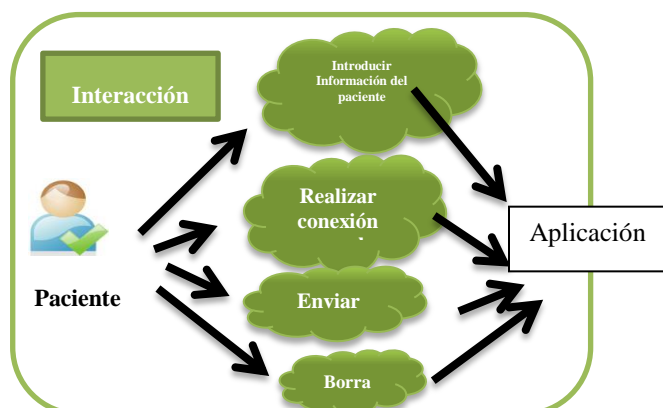 Interacción
Introducir
Información del
paciente
Realizar
conexión
Aplicación
Enviar
Paciente
Borra